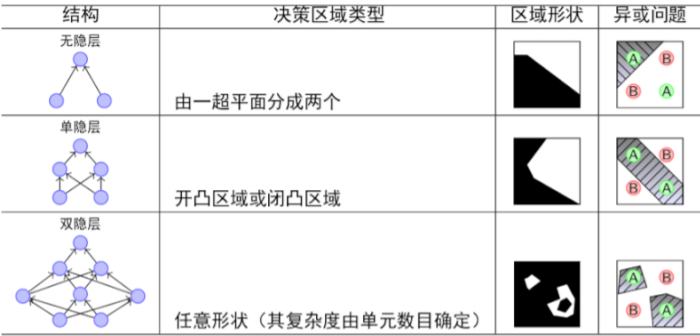 结构 决策区域类型 区域形状 异或问题
无隐层
A B
B A
由一超平面分成两个
单隐层
A B
B A
开凸区域或闭凸区域
双隐层
A B
B A
任意形状（其复杂度由单元数目确定）